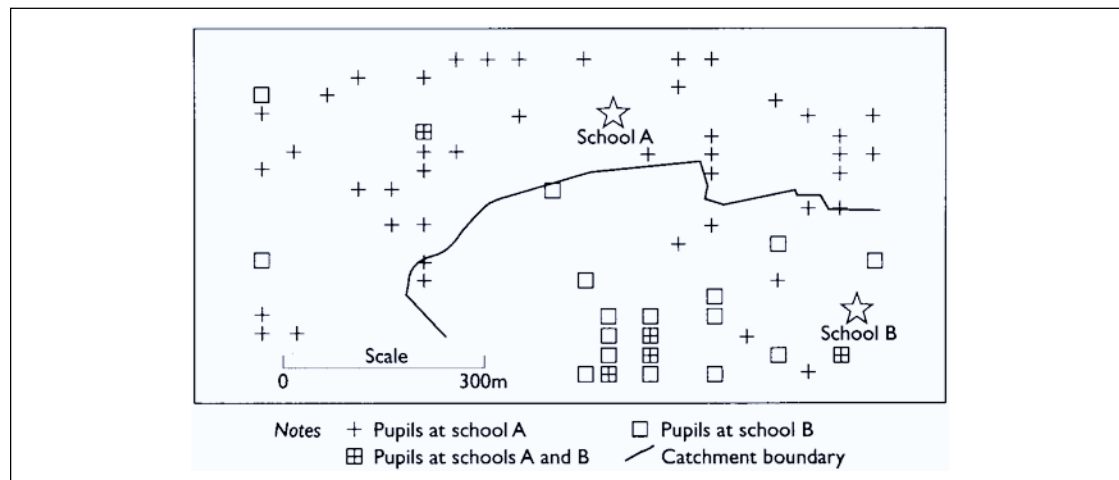 School A
School B
Scale
0 300m
Notes + Pupils at school A □ Pupils at school B
⊞ Pupils at schools A and B Catchment boundary